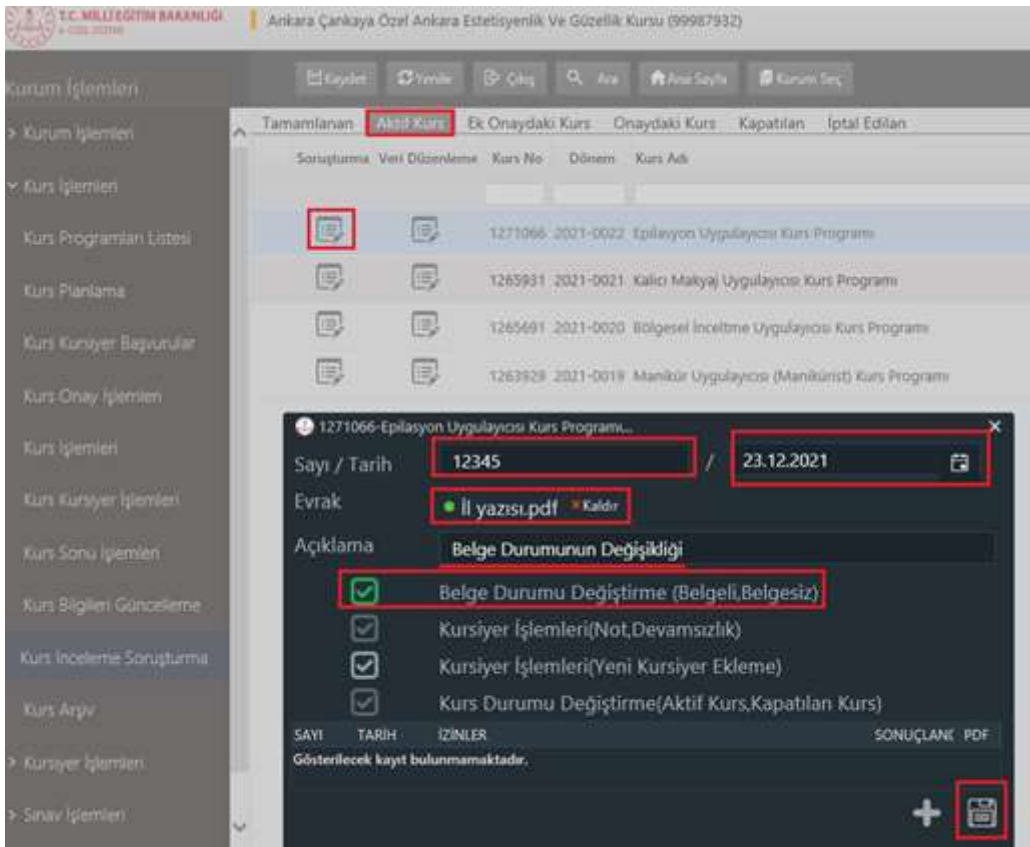 T.C. MİLLİ EĞİTİM BAKANLIĞI
Ankara Çankaya Özel Ankara Estetisyenlik Ve Güzellik Kursu (99987932)
Kaydet Yenile Çıkış Ara Ana Sayfa Kurum Seç
Kurum İşlemleri
Kurum İşlemleri
Kurs İşlemleri
Kurs Programları Listesi
Kurs Planlama
Kurs Kursiyer Başvurular
Kurs Onay İşlemleri
Kurs İşlemleri
Kurs Kursiyer İşlemleri
Kurs Sonu İşlemleri
Kurs Bilgileri Güncelleme
Kurs İnceleme Soruşturma
Kurs Arşiv
Kursiyer İşlemleri
Sınav İşlemleri
Tamamlanan Aktif Kurs Ek Onaydaki Kurs Onaydaki Kurs Kapatılan İptal Edilan
Soruşturma Veri Düzenleme Kurs No Dönem Kurs Adı
1271066 2021-0022 Epilasyon Uygulayıcısı Kurs Programı
1265931 2021-0021 Kalıcı Makyaj Uygulayıcısı Kurs Programı
1265691 2021-0020 Bölgesel İnceltme Uygulayıcısı Kurs Programı
1263929 2021-0019 Manikür Uygulayıcısı (Manikürist) Kurs Programı
1271066-Epilasyon Uygulayıcısı Kurs Programı...
Sayı / Tarih 12345 / 23.12.2021
Evrak İl yazısı.pdf Kaldır
Açıklama Belge Durumunun Değişikliği
Belge Durumu Değiştirme (Belgeli,Belgesiz)
Kursiyer İşlemleri(Not,Devamsızlık)
Kursiyer İşlemleri(Yeni Kursiyer Ekleme)
Kurs Durumu Değiştirme(Aktif Kurs,Kapatılan Kurs)
SAYI TARİH İZİNLER SONUÇLANI PDF
Gösterilecek kayıt bulunmamaktadır.